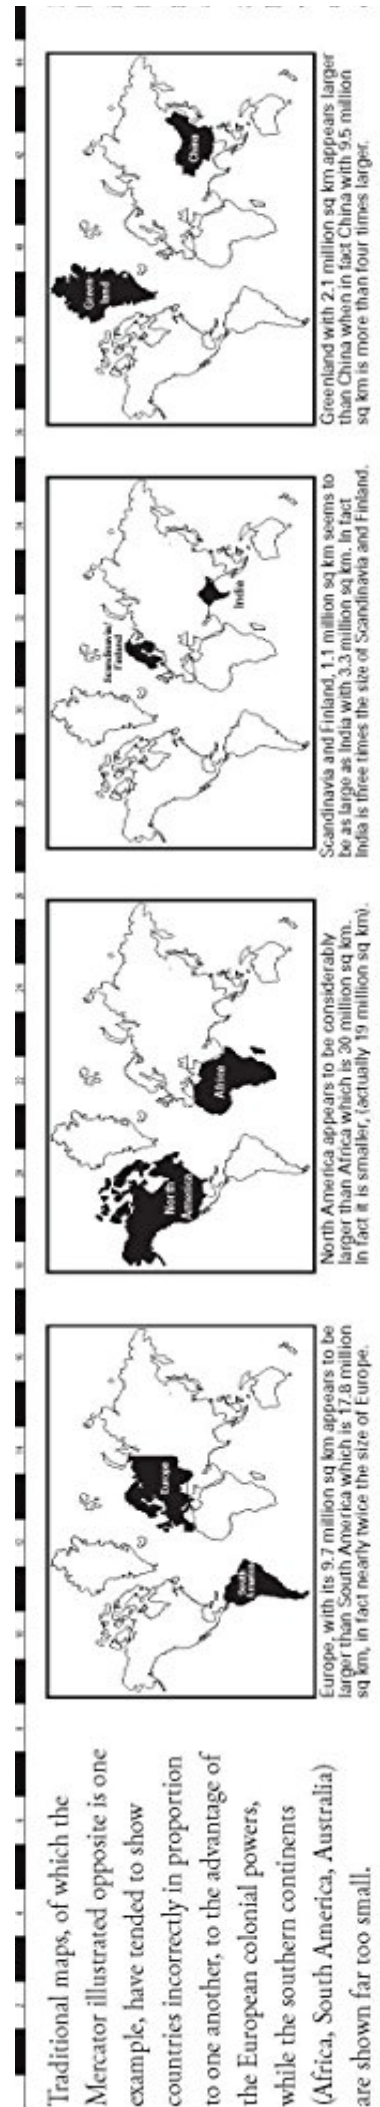 Traditional maps, of which the
Mercator illustrated opposite is one
example, have tended to show
countries incorrectly in proportion
to one another, to the advantage of
the European colonial powers,
while the southern continents
(Africa, South America, Australia)
are shown far too small.
Europe
South
America
Europe, with its 9.7 million sq km appears to be
larger than South America which is 17.8 million
sq km, in fact nearly twice the size of Europe.
North
America
Africa
North America appears to be considerably
larger than Africa which is 30 million sq km.
In fact it is smaller, (actually 19 million sq km).
Scandinavia/
Finland
India
Scandinavia and Finland, 1.1 million sq km seems to
be as large as India with 3.3 million sq km. In fact
India is three times the size of Scandinavia and Finland.
Green
land
China
Greenland with 2.1 million sq km appears larger
than China when in fact China with 9.5 million
sq km is more than four times larger.